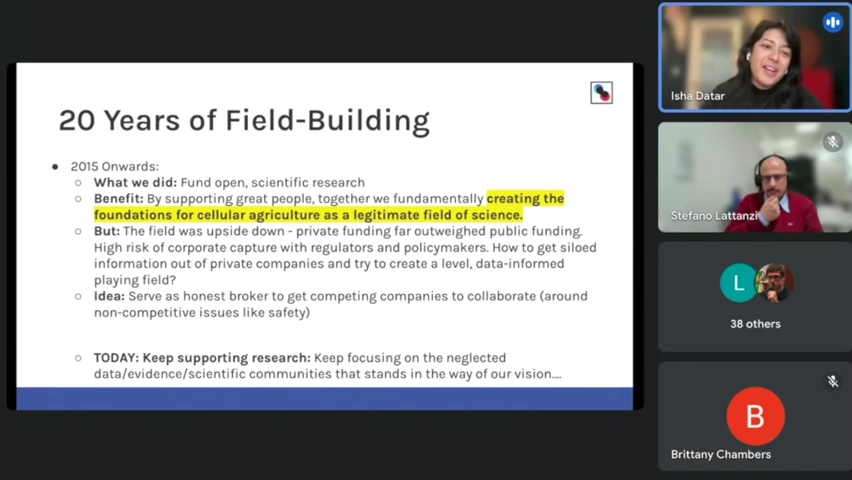 20 Years of Field-Building
2015 Onwards:
What we did: Fund open, scientific research
Benefit: By supporting great people, together we fundamentally creating the
foundations for cellular agriculture as a legitimate field of science.
But: The field was upside down - private funding far outweighed public funding.
High risk of corporate capture with regulators and policymakers. How to get siloed
information out of private companies and try to create a level, data-informed
playing field?
Idea: Serve as honest broker to get competing companies to collaborate (around
non-competitive issues like safety)
TODAY: Keep supporting research: Keep focusing on the neglected
data/evidence/scientific communities that stands in the way of our vision....
Isha Datar
Stefano Lattanzi
L
38 others
B
Brittany Chambers